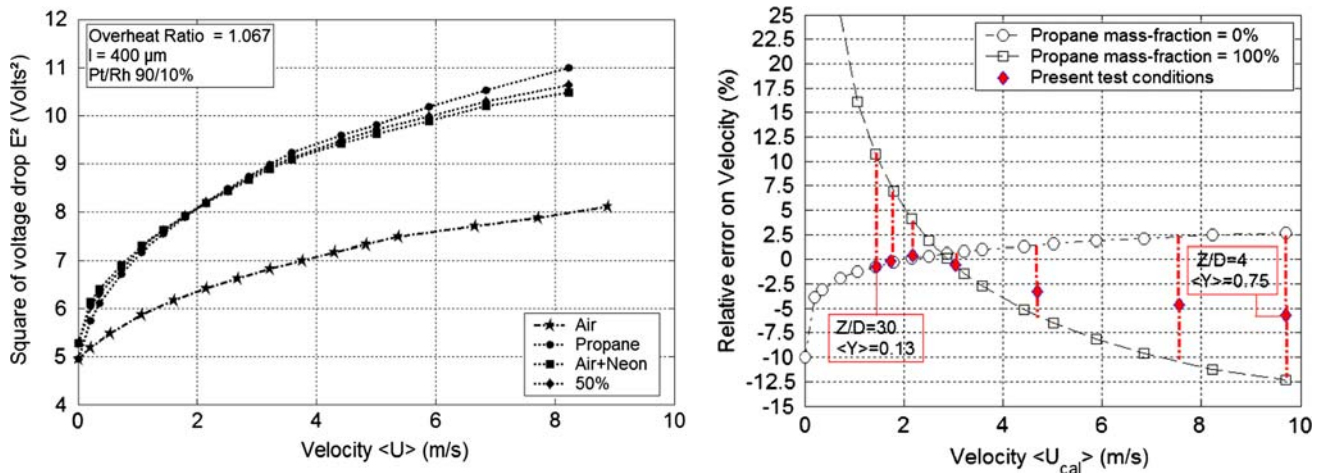 12
11
10
9
8
7
6
5
4
Square of voltage drop E² (Volts²)
Overheat Ratio = 1.067
l = 400 µm
Pt/Rh 90/10%
Air
Propane
Air+Neon
50%
0
2
4
6
8
10
Velocity <U> (m/s)
25
22.5
20
17.5
15
12.5
10
7.5
5
2.5
0
-2.5
-5
-7.5
-10
-12.5
-15
Relative error on Velocity (%)
Propane mass-fraction = 0%
Propane mass-fraction = 100%
Present test conditions
Z/D=4
<Y>=0.75
Z/D=30
<Y>=0.13
0
2
4
6
8
10
Velocity <Ucal> (m/s)